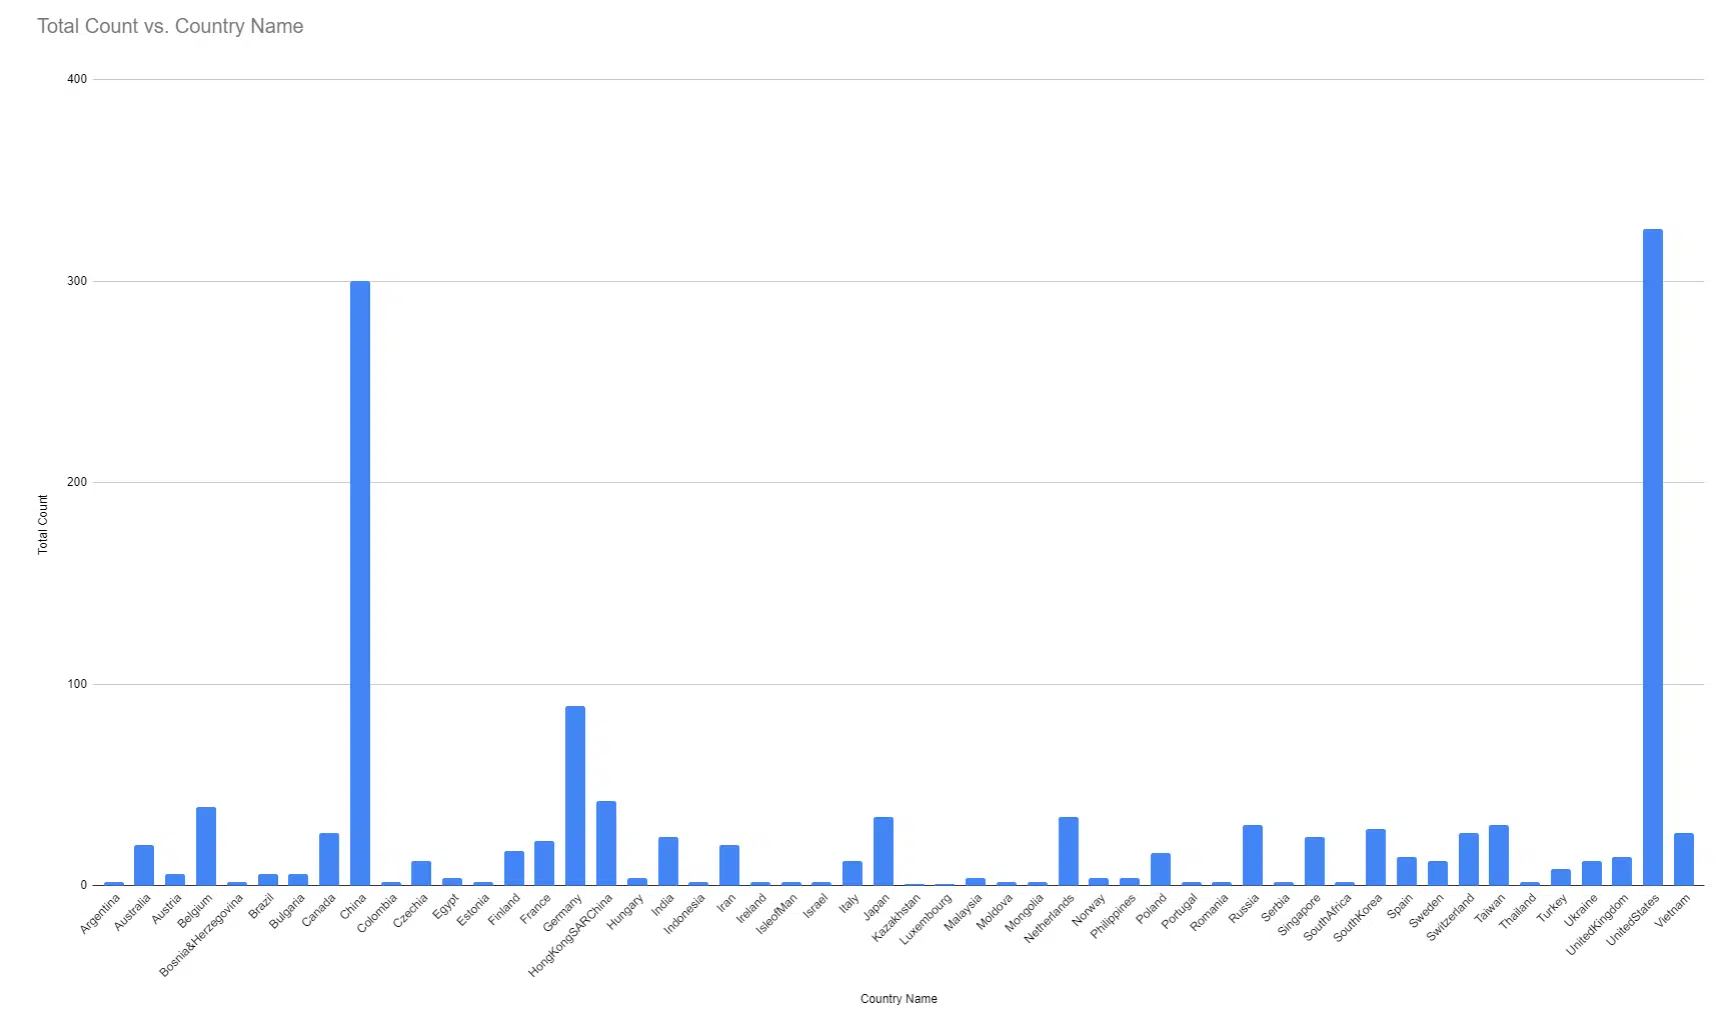 Total Count vs. Country Name
400
300
200
100
0
Total Count
Argentina
Australia
Austria
Belgium
Bosnia&Herzegovina
Brazil
Bulgaria
Canada
China
Colombia
Czechia
Egypt
Estonia
Finland
France
Germany
HongKongSARChina
Hungary
India
Indonesia
Iran
Ireland
IsleofMan
Israel
Italy
Japan
Kazakhstan
Luxembourg
Malaysia
Moldova
Mongolia
Netherlands
Norway
Philippines
Poland
Portugal
Romania
Russia
Serbia
Singapore
SouthAfrica
SouthKorea
Spain
Sweden
Switzerland
Taiwan
Thailand
Turkey
Ukraine
UnitedKingdom
UnitedStates
Vietnam
Country Name